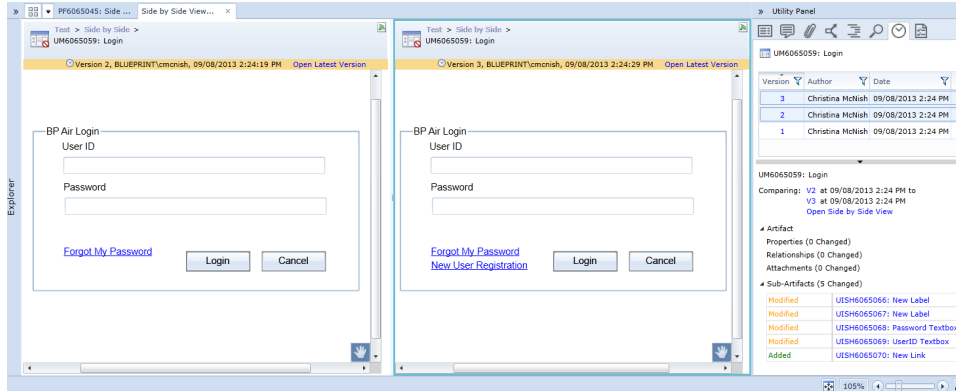 PF6065045: Side ...
Side by Side View...
Utility Panel
Explorer
Test > Side by Side >
UM6065059: Login
Version 2, BLUEPRINT\cmcnish, 09/08/2013 2:24:19 PM Open Latest Version
BP Air Login
User ID
Password
Forgot My Password
Login
Cancel
Test > Side by Side >
UM6065059: Login
Version 3, BLUEPRINT\cmcnish, 09/08/2013 2:24:29 PM Open Latest Version
BP Air Login
User ID
Password
Forgot My Password
New User Registration
Login
Cancel
UM6065059: Login
Version Author Date
3 Christina McNish 09/08/2013 2:24 PM
2 Christina McNish 09/08/2013 2:24 PM
1 Christina McNish 09/08/2013 2:24 PM
UM6065059: Login
Comparing: V2 at 09/08/2013 2:24 PM to
V3 at 09/08/2013 2:24 PM
Open Side by Side View
Artifact
Properties (0 Changed)
Relationships (0 Changed)
Attachments (0 Changed)
Sub-Artifacts (5 Changed)
Modified UISH6065066: New Label
Modified UISH6065067: New Label
Modified UISH6065068: Password Textbox
Modified UISH6065069: UserID Textbox
Added UISH6065070: New Link
105%